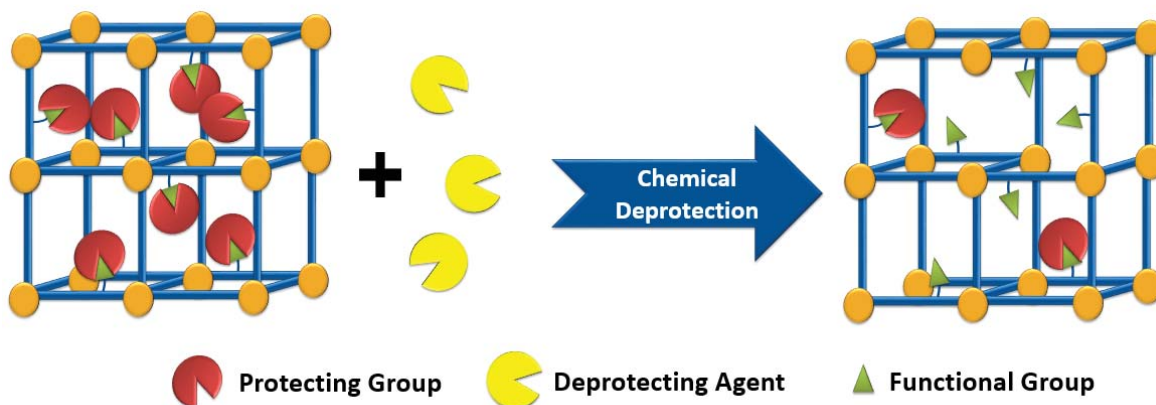 Chemical
Deprotection
Protecting Group
Deprotecting Agent
Functional Group